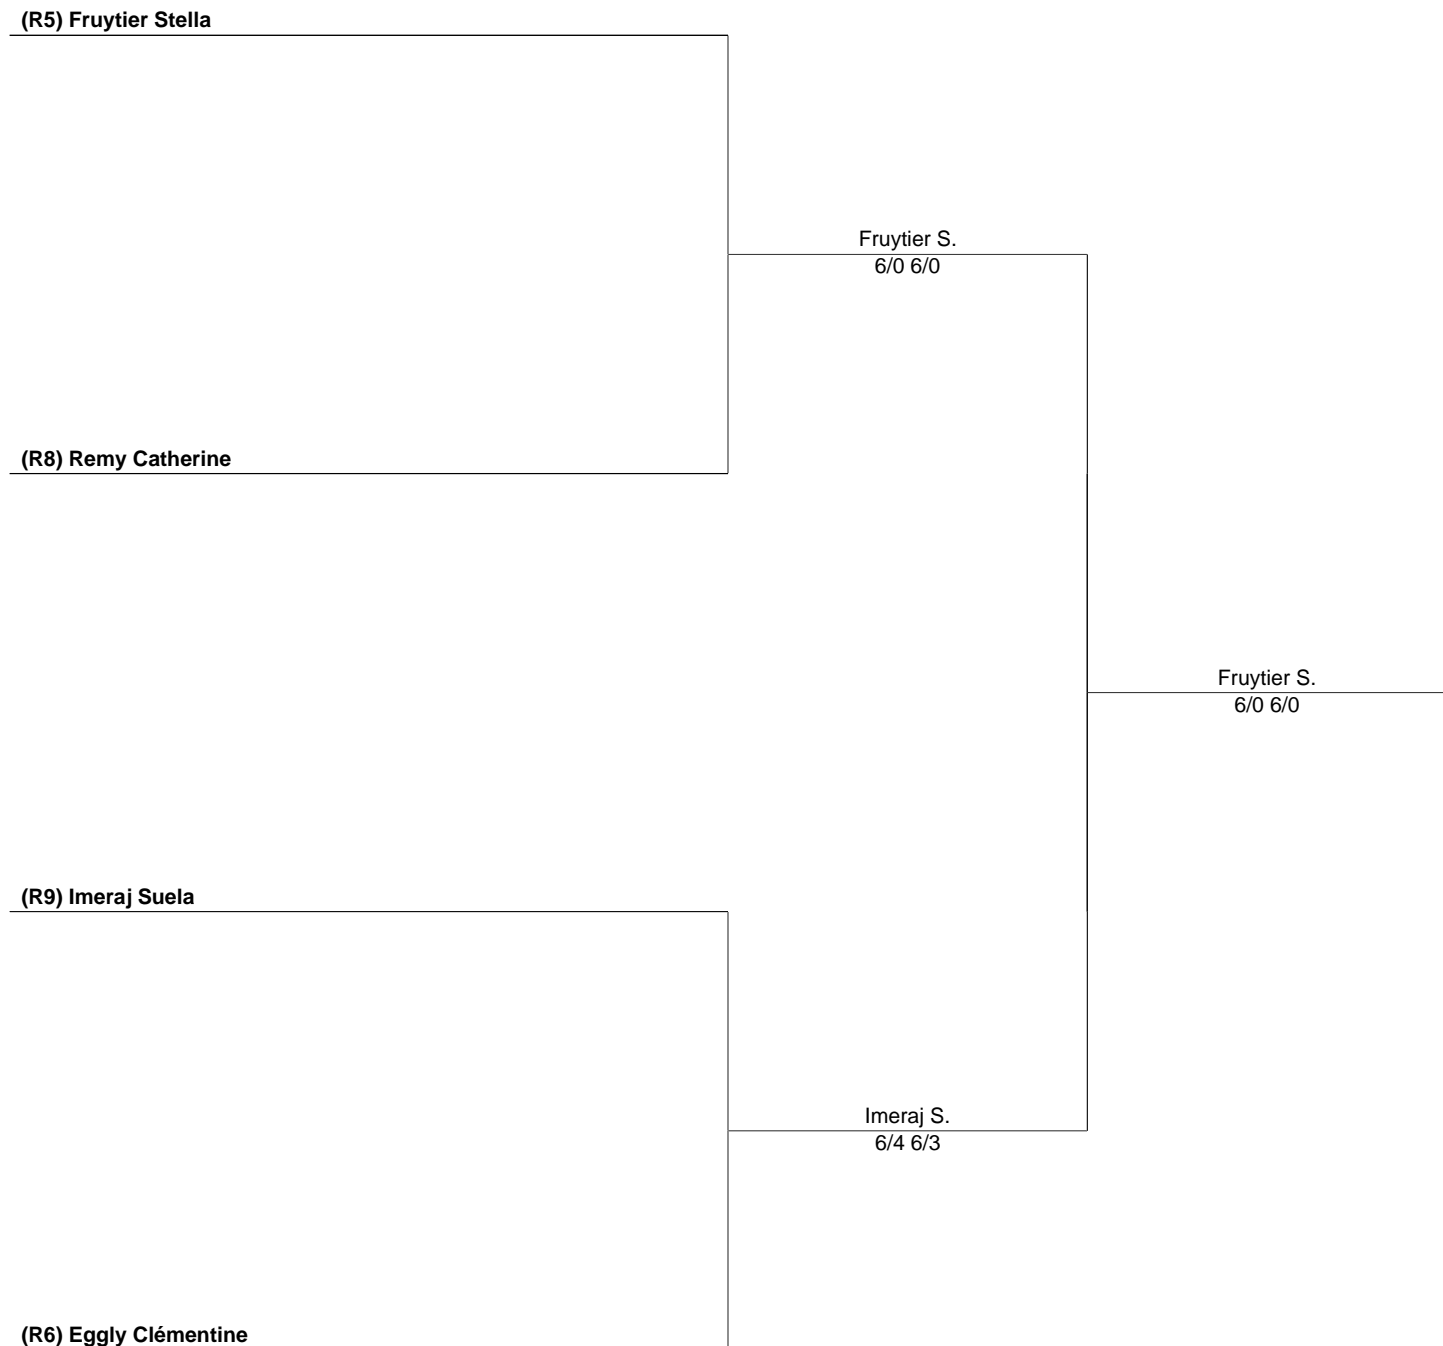 (R5) Fruytier Stella
Fruytier S.
6/0 6/0
(R8) Remy Catherine
Fruytier S.
6/0 6/0
(R9) Imeraj Suela
Imeraj S.
6/4 6/3
(R6) Eggly Clémentine